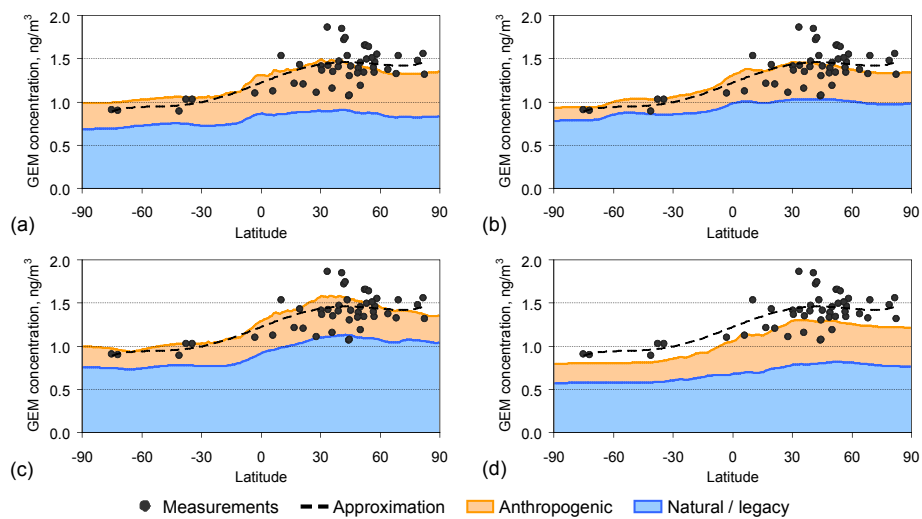 (a)
GEM concentration, ng/m³
2.0
1.5
1.0
0.5
0.0
-90 -60 -30 0 30 60 90
Latitude
(b)
GEM concentration, ng/m³
2.0
1.5
1.0
0.5
0.0
-90 -60 -30 0 30 60 90
Latitude
(c)
GEM concentration, ng/m³
2.0
1.5
1.0
0.5
0.0
-90 -60 -30 0 30 60 90
Latitude
(d)
GEM concentration, ng/m³
2.0
1.5
1.0
0.5
0.0
-90 -60 -30 0 30 60 90
Latitude
Measurements Approximation Anthropogenic Natural / legacy